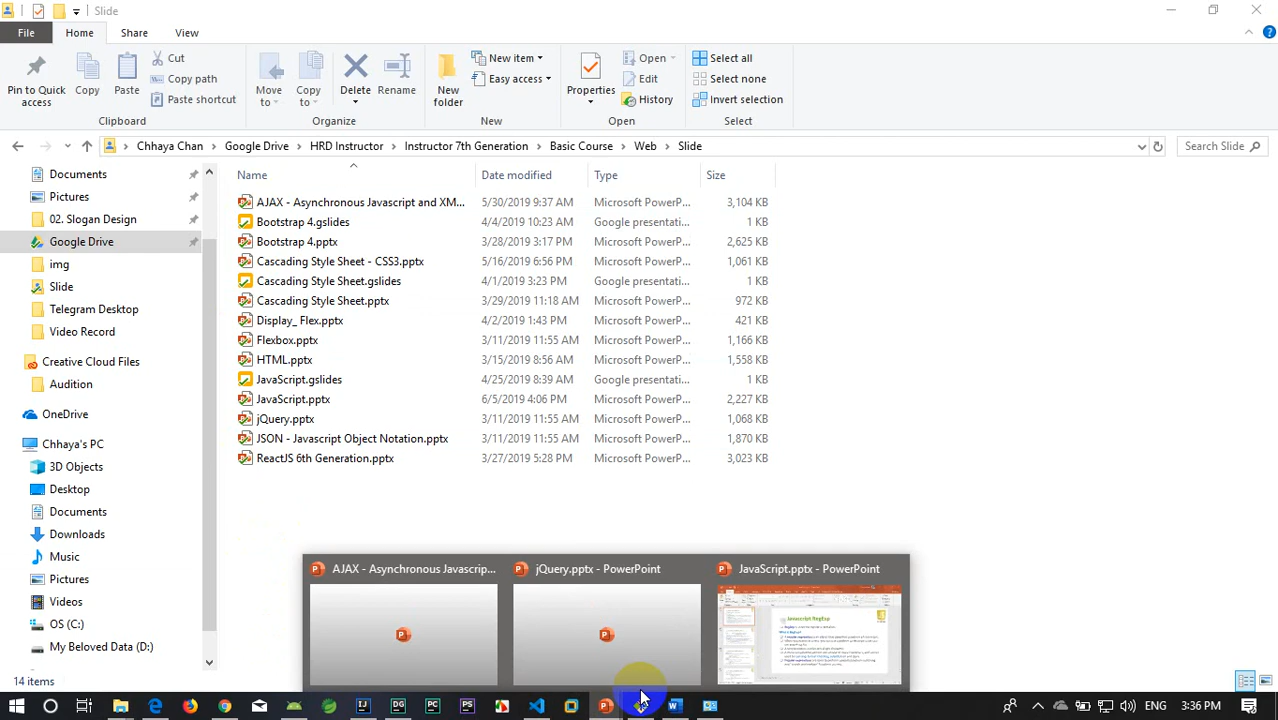 Slide
File Home Share View
Pin to Quick access
Copy
Paste
Cut
Copy path
Paste shortcut
Clipboard
Move to
Copy to
Delete
Rename
Organize
New folder
New item
Easy access
New
Properties
Open
Edit
History
Open
Select all
Select none
Invert selection
Select
Chhaya Chan Google Drive HRD Instructor Instructor 7th Generation Basic Course Web Slide
Search Slide
Documents
Pictures
02. Slogan Design
Google Drive
img
Slide
Telegram Desktop
Video Record
Creative Cloud Files
Audition
OneDrive
Chhaya's PC
3D Objects
Desktop
Documents
Downloads
Music
Pictures
Videos
OS (C:)
My Backup Data (D:)
Name Date modified Type Size
AJAX - Asynchronous Javascript and XM... 5/30/2019 9:37 AM Microsoft PowerP... 3,104 KB
Bootstrap 4.gslides 4/4/2019 10:23 AM Google presentati... 1 KB
Bootstrap 4.pptx 3/28/2019 3:17 PM Microsoft PowerP... 2,625 KB
Cascading Style Sheet - CSS3.pptx 5/16/2019 6:56 PM Microsoft PowerP... 1,061 KB
Cascading Style Sheet.gslides 4/1/2019 3:23 PM Google presentati... 1 KB
Cascading Style Sheet.pptx 3/29/2019 11:18 AM Microsoft PowerP... 972 KB
Display_ Flex.pptx 4/2/2019 1:43 PM Microsoft PowerP... 421 KB
Flexbox.pptx 3/11/2019 11:55 AM Microsoft PowerP... 1,166 KB
HTML.pptx 3/15/2019 8:56 AM Microsoft PowerP... 1,558 KB
JavaScript.gslides 4/25/2019 8:39 AM Google presentati... 1 KB
JavaScript.pptx 6/5/2019 4:06 PM Microsoft PowerP... 2,227 KB
jQuery.pptx 3/11/2019 11:55 AM Microsoft PowerP... 1,068 KB
JSON - Javascript Object Notation.pptx 3/11/2019 11:55 AM Microsoft PowerP... 1,870 KB
ReactJS 6th Generation.pptx 3/27/2019 5:28 PM Microsoft PowerP... 3,023 KB
AJAX - Asynchronous Javascrip... jQuery.pptx - PowerPoint JavaScript.pptx - PowerPoint
Javascript RegExp
14 items
ENG 3:36 PM